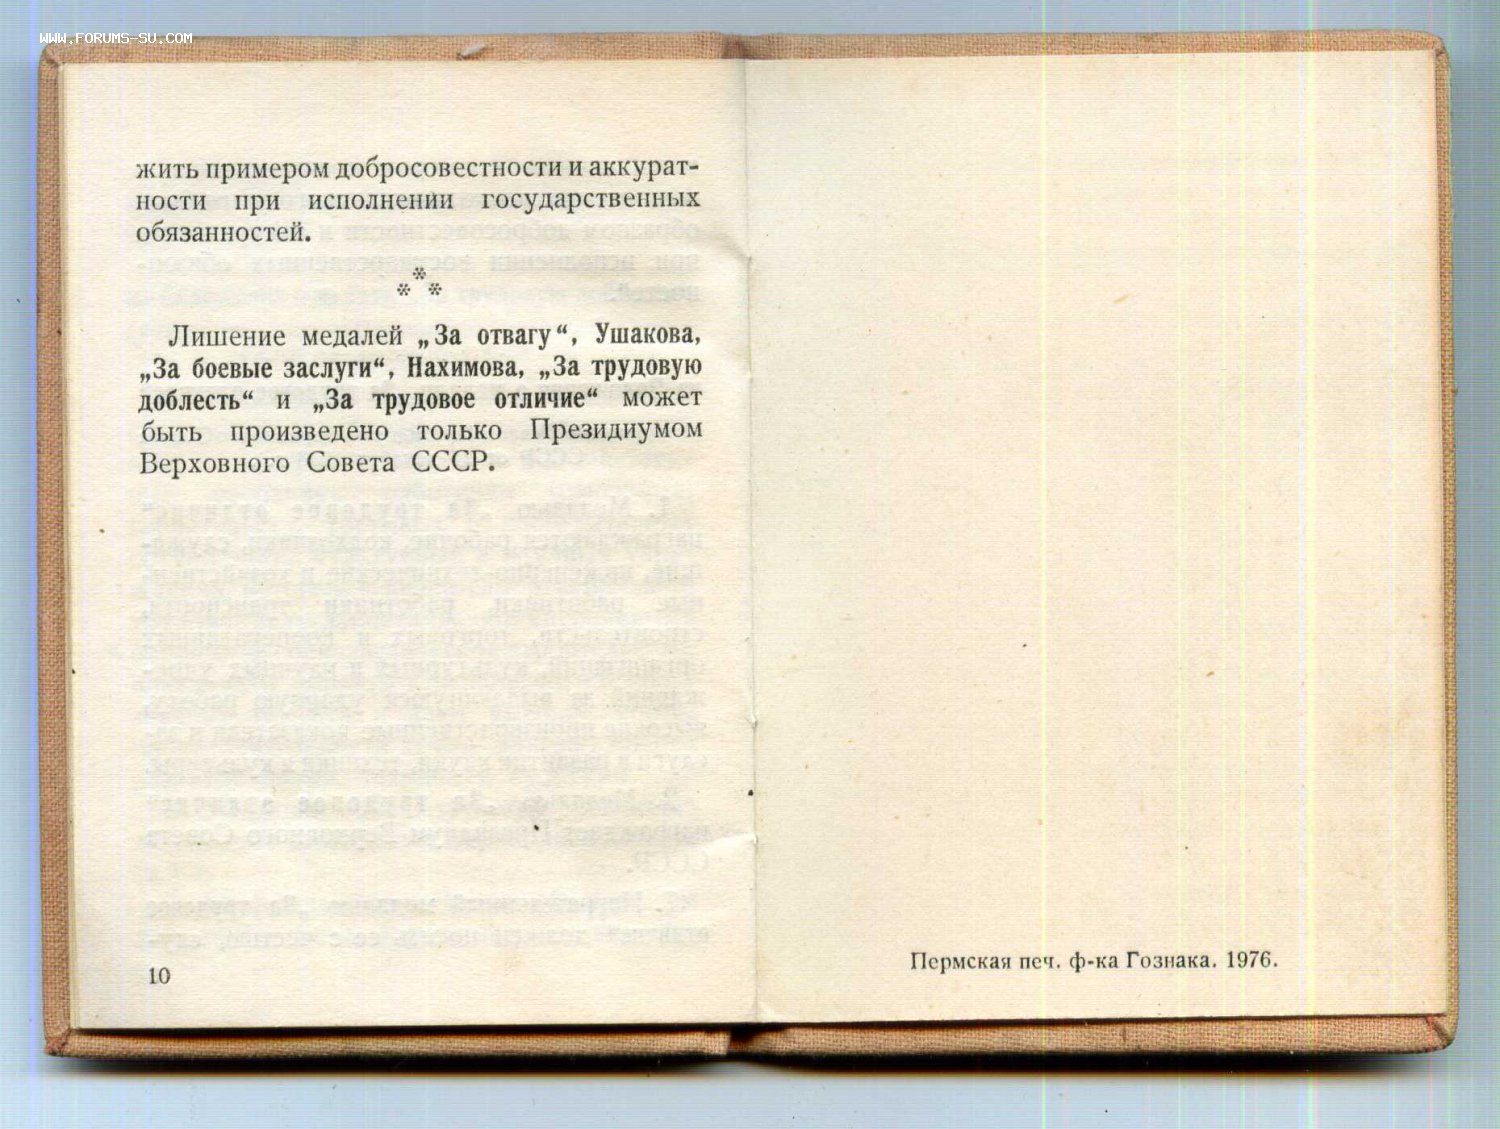 WWW.FORUMS-SU.COM
жить примером добросовестности и аккурат-
ности при исполнении государственных
обязанностей.
*
* *
Лишение медалей „За отвагу“, Ушакова,
„За боевые заслуги“, Нахимова, „За трудовую
доблесть“ и „За трудовое отличие“ может
быть произведено только Президиумом
Верховного Совета СССР.
10
Пермская печ. ф-ка Гознака. 1976.